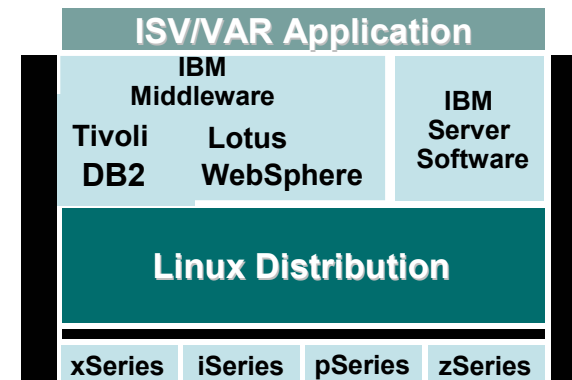 ISV/VAR Application
IBM
Middleware
Tivoli Lotus
DB2 WebSphere
IBM
Server
Software
Linux Distribution
xSeries iSeries pSeries zSeries